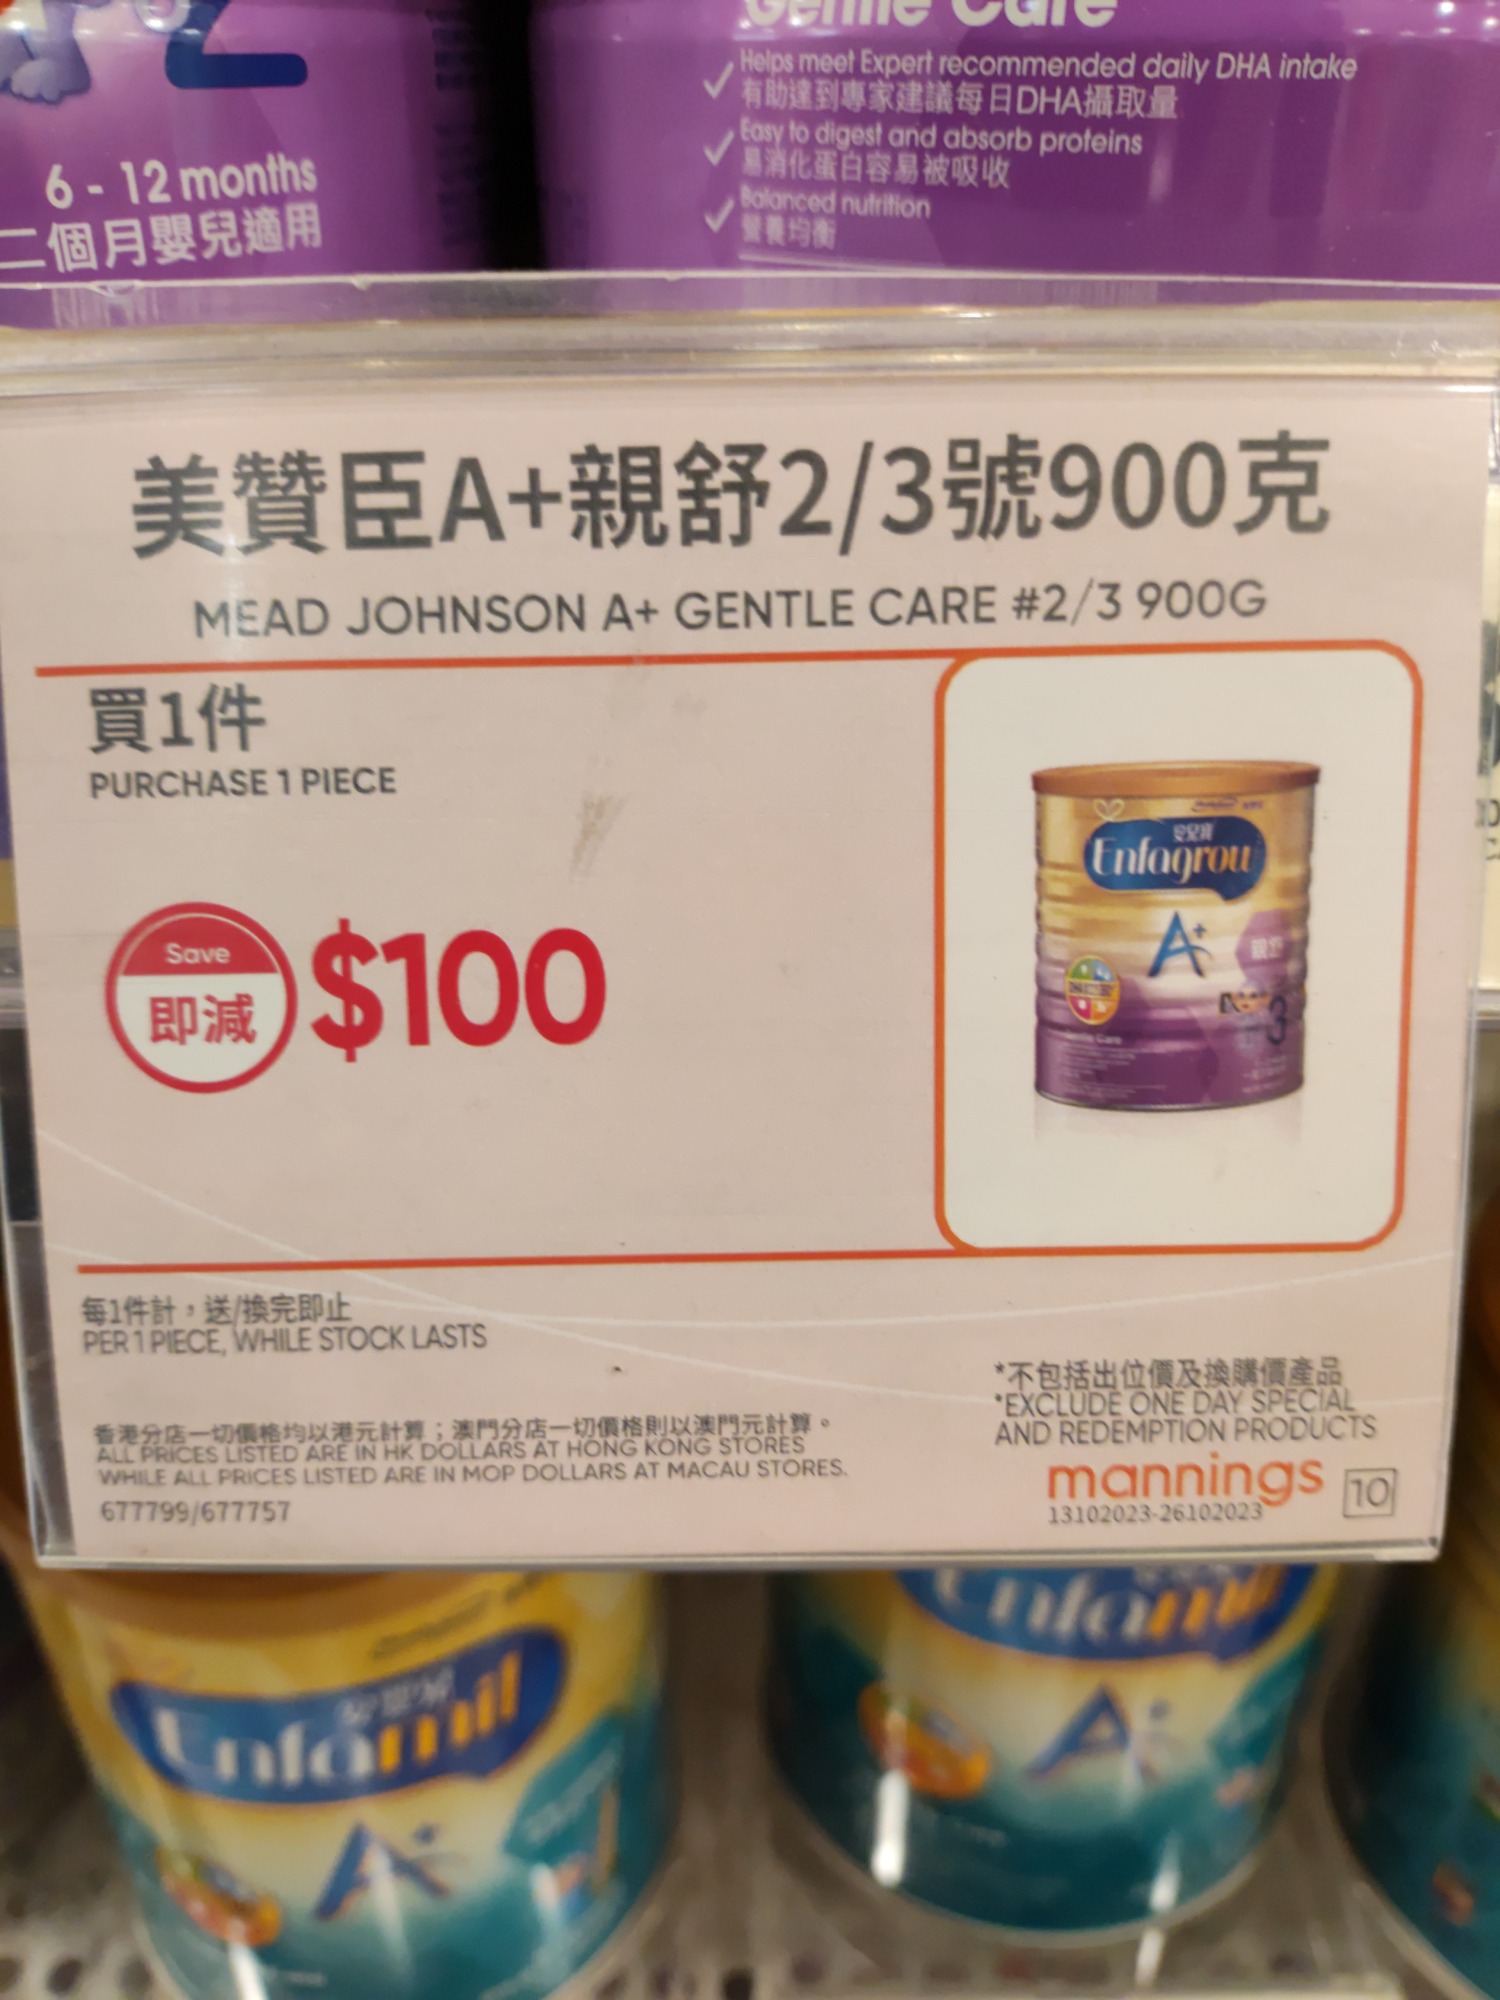 Gentle Care
Helps meet Expert recommended daily DHA intake
有助達到專家建議每日DHA攝取量
Easy to digest and absorb proteins
易消化蛋白容易被吸收
Balanced nutrition
營養均衡
2
6 - 12 months
二個月嬰兒適用
美贊臣A+親舒2/3號900克
MEAD JOHNSON A+ GENTLE CARE #2/3 900G
買1件
PURCHASE 1 PIECE
Save
即減
$100
Enfagrow
A+
親舒
3
Gentle Care
每1件計，送/換完即止
PER 1 PIECE, WHILE STOCK LASTS
*不包括出位價及換購價產品
*EXCLUDE ONE DAY SPECIAL
AND REDEMPTION PRODUCTS
香港分店一切價格均以港元計算；澳門分店一切價格則以澳門元計算。
ALL PRICES LISTED ARE IN HK DOLLARS AT HONG KONG STORES
WHILE ALL PRICES LISTED ARE IN MOP DOLLARS AT MACAU STORES.
677799/677757
mannings
13102023-26102023
10
Enfamil
A+
Enfamil
A+